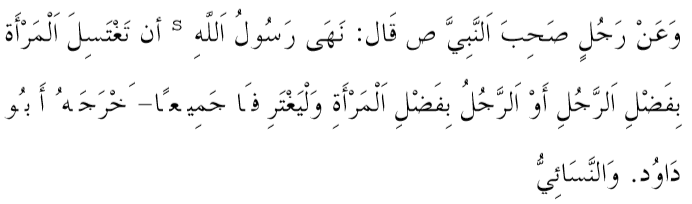 وَعَنْ رَجُلٍ صَحِبَ اَلنَّبِيَّ ص قَالَ: نَهَى رَسُولُ اَللَّهِ s أن تَغْتَسِلَ اَلْمَرْأَة
بِفَضْلِ اَلرَّجُلِ أَوْ اَلرَّجُلُ بِفَضْلِ اَلْمَرْأَةِ وَلْيَغْتَرِ فَا جَمِيعًا– َخْرَجَهُ أَبُو
دَاوُد. وَالنَّسَائِيُّ